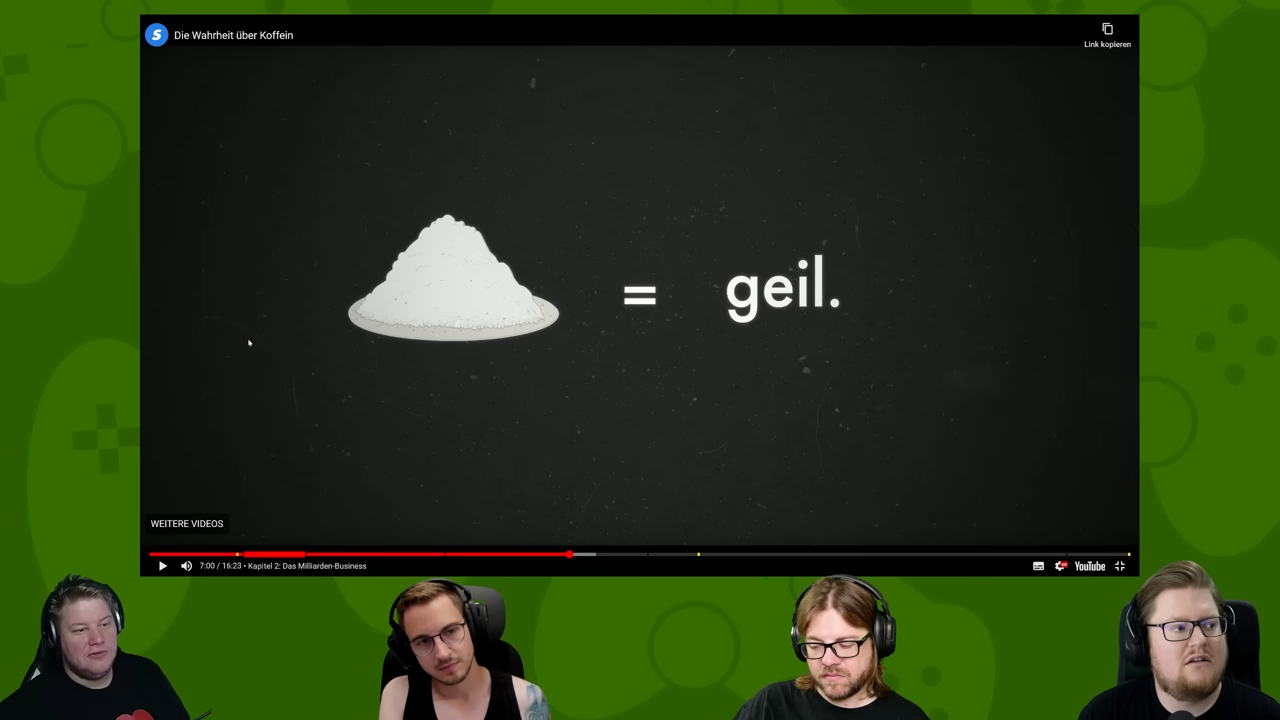 S
Die Wahrheit über Koffein
Link kopieren
= geil.
WEITERE VIDEOS
7:00 / 16:23 • Kapitel 2: Das Milliarden-Business
YouTube